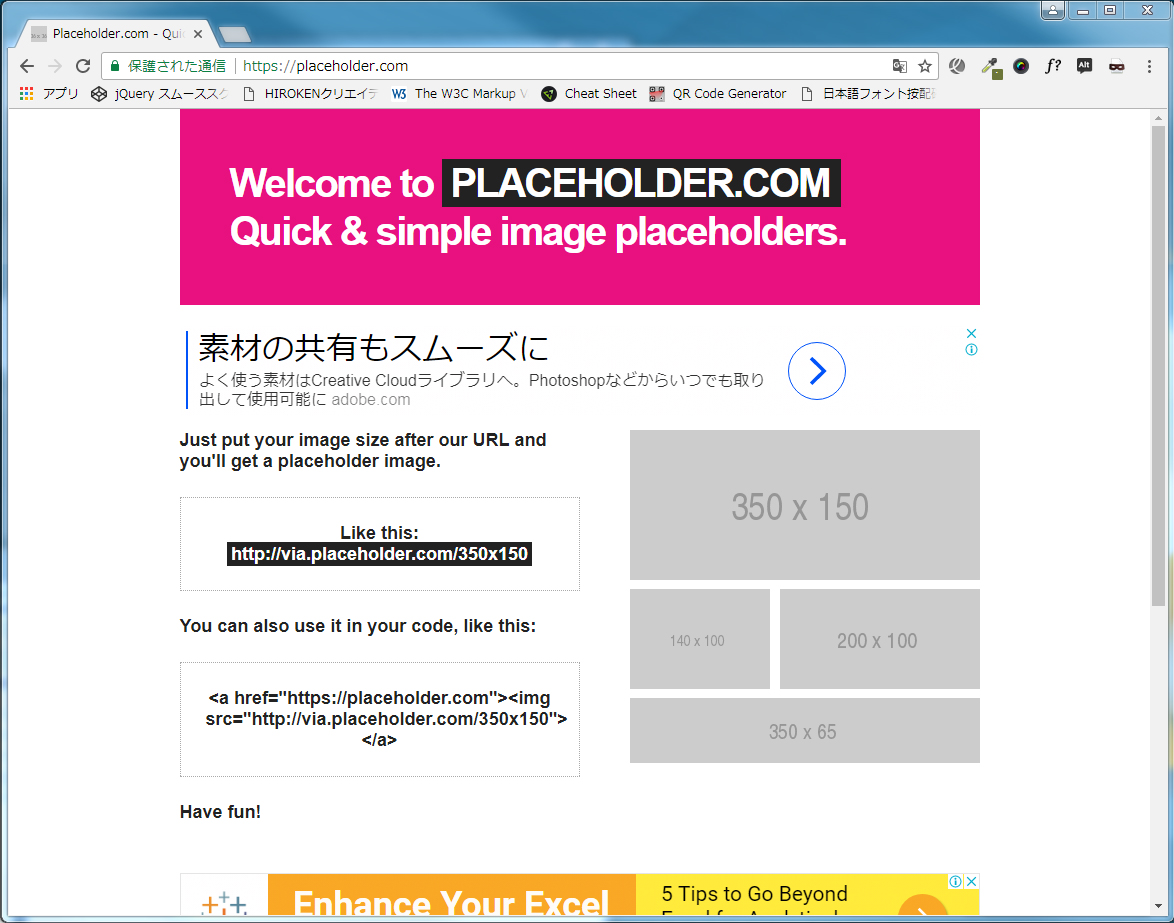 Placeholder.com - Quic
保護された通信
https://placeholder.com
f?
Alt
アプリ
jQuery スムーススク
HIROKENクリエイテ
W3
The W3C Markup V
Cheat Sheet
QR Code Generator
日本語フォント按配
Welcome to PLACEHOLDER.COM
Quick & simple image placeholders.
素材の共有もスムーズに
よく使う素材はCreative Cloudライブラリへ。Photoshopなどからいつでも取り
出して使用可能に adobe.com
Just put your image size after our URL and
you'll get a placeholder image.
Like this:
http://via.placeholder.com/350x150
You can also use it in your code, like this:
<a href="https://placeholder.com"><img
src="http://via.placeholder.com/350x150">
</a>
Have fun!
350 x 150
140 x 100
200 x 100
350 x 65
Enhance Your Excel
5 Tips to Go Beyond
Excel for Analytical